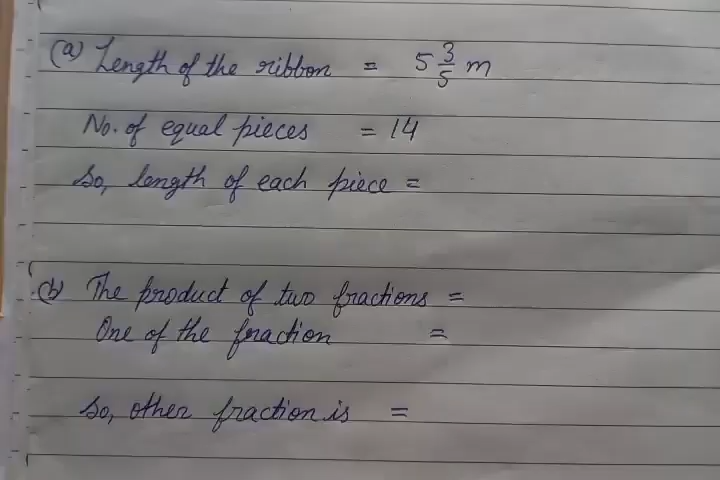 (a) Length of the ribbon = 5 3/5 m
No. of equal pieces = 14
So, length of each piece =
(b) The product of two fractions =
One of the fraction =
So, other fraction is =